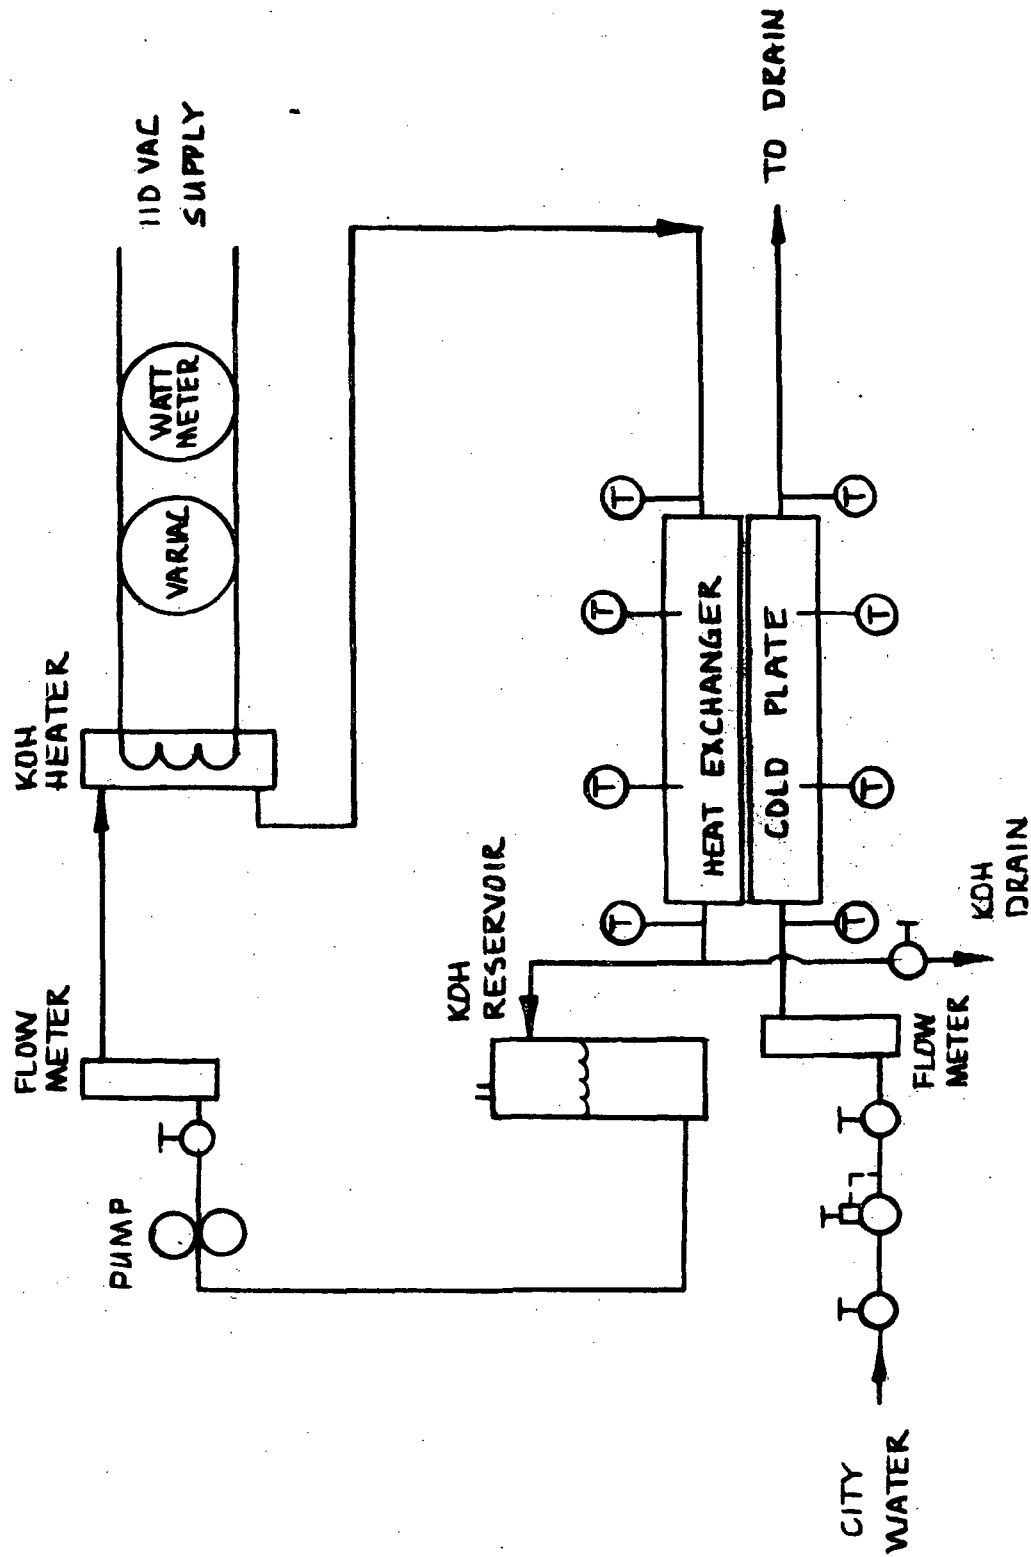 FLOW
METER
KOH
HEATER
PUMP
VARIAC
WATT
METER
110 VAC
SUPPLY
KOH
RESERVOIR
T
T
T
T
HEAT EXCHANGER
COLD PLATE
TO DRAIN
T
T
T
T
CITY
WATER
FLOW
METER
KOH
DRAIN